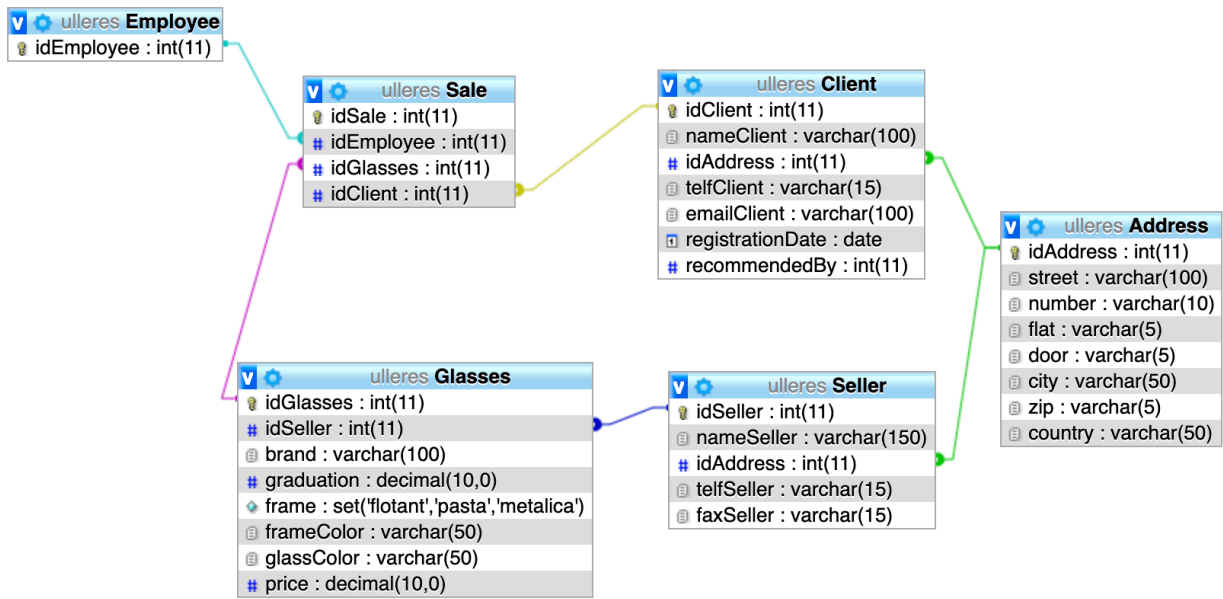 ulleres Employee
idEmployee : int(11)
ulleres Sale
idSale : int(11)
idEmployee : int(11)
idGlasses : int(11)
idClient : int(11)
ulleres Client
idClient : int(11)
nameClient : varchar(100)
idAddress : int(11)
telfClient : varchar(15)
emailClient : varchar(100)
registrationDate : date
recommendedBy : int(11)
ulleres Address
idAddress : int(11)
street : varchar(100)
number : varchar(10)
flat : varchar(5)
door : varchar(5)
city : varchar(50)
zip : varchar(5)
country : varchar(50)
ulleres Glasses
idGlasses : int(11)
idSeller : int(11)
brand : varchar(100)
graduation : decimal(10,0)
frame : set('flotant','pasta','metalica')
frameColor : varchar(50)
glassColor : varchar(50)
price : decimal(10,0)
ulleres Seller
idSeller : int(11)
nameSeller : varchar(150)
idAddress : int(11)
telfSeller : varchar(15)
faxSeller : varchar(15)